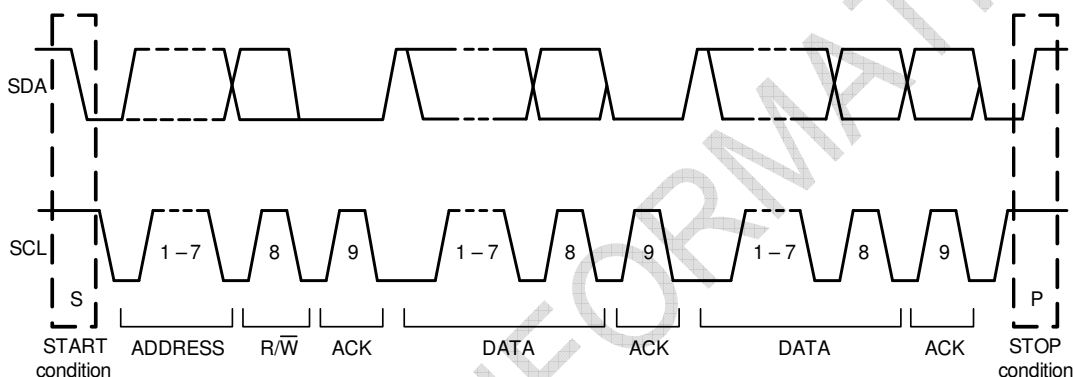 SDA
SCL
1 – 7 8 9 1 – 7 8 9 1 – 7 8 9
S P
START condition
ADDRESS R/W̅ ACK DATA ACK DATA ACK
STOP condition